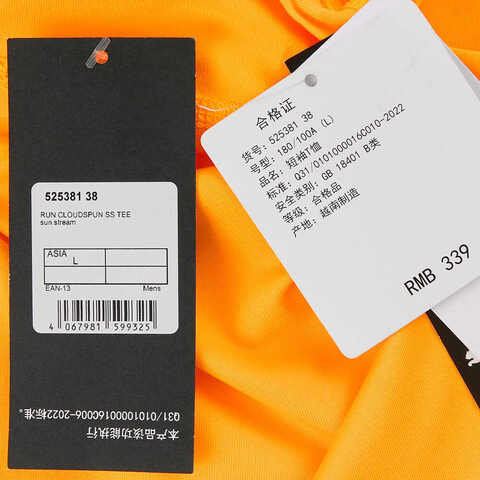 525381 38
RUN CLOUDSPUN SS TEE
sun stream
ASIA
L
EAN-13 Mens
4 067981 599325
本产品该功能执行
Q31/0101000016C006-2022标准。
合格证
货号: 525381 38
号型: 180/100A (L)
品名: 短袖T恤
标准: Q31/0101000016C010-2022
安全类别: GB 18401 B类
等级: 合格品
产地: 越南制造
RMB 339